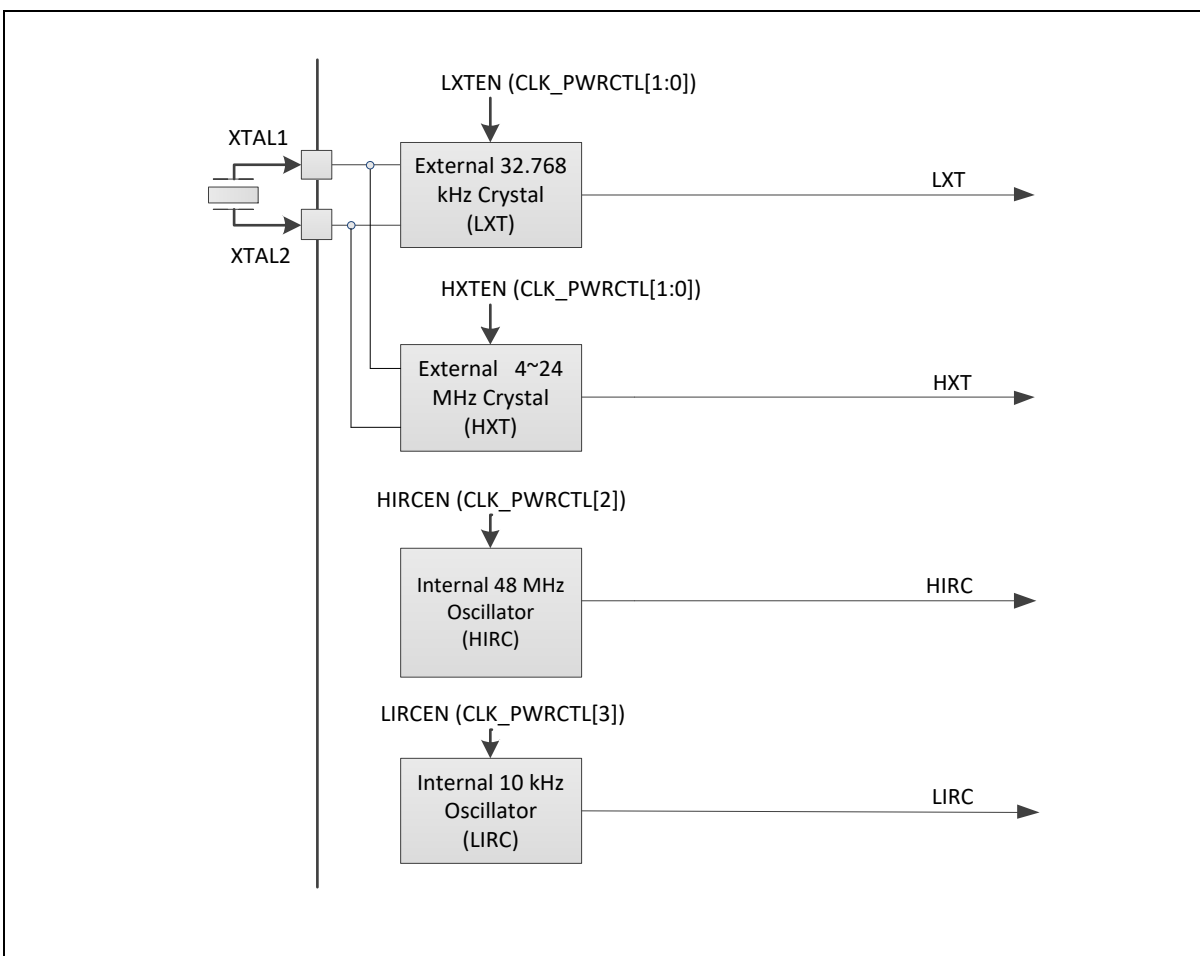 LXTEN (CLK_PWRCTL[1:0])
XTAL1
External 32.768
kHz Crystal
(LXT)
LXT
XTAL2
HXTEN (CLK_PWRCTL[1:0])
External 4~24
MHz Crystal
(HXT)
HXT
HIRCEN (CLK_PWRCTL[2])
Internal 48 MHz
Oscillator
(HIRC)
HIRC
LIRCEN (CLK_PWRCTL[3])
Internal 10 kHz
Oscillator
(LIRC)
LIRC